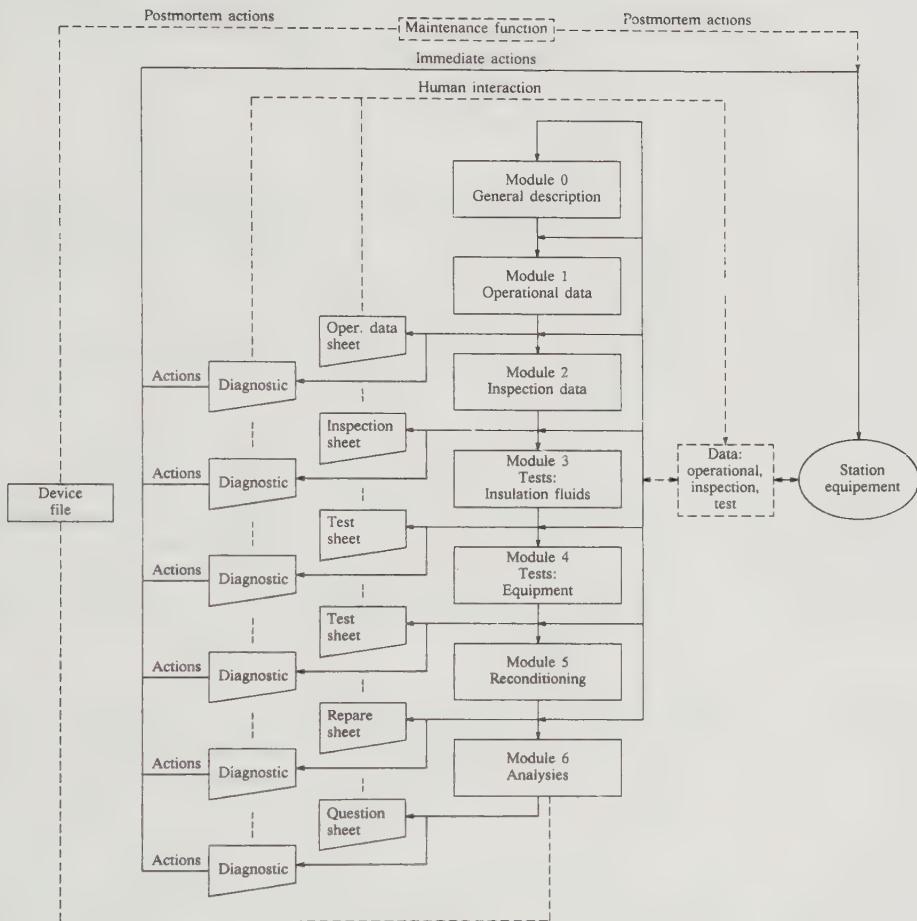 Postmortem actions
Postmortem actions
Maintenance function
Immediate actions
Human interaction
Module 0
General description
Module 1
Operational data
Oper. data
sheet
Actions
Diagnostic
Module 2
Inspection data
Inspection
sheet
Actions
Diagnostic
Module 3
Tests:
Insulation fluids
Data:
operational,
inspection,
test
Station
equipement
Device
file
Test
sheet
Actions
Diagnostic
Module 4
Tests:
Equipment
Test
sheet
Actions
Diagnostic
Module 5
Reconditioning
Repare
sheet
Actions
Diagnostic
Module 6
Analysies
Question
sheet
Actions
Diagnostic